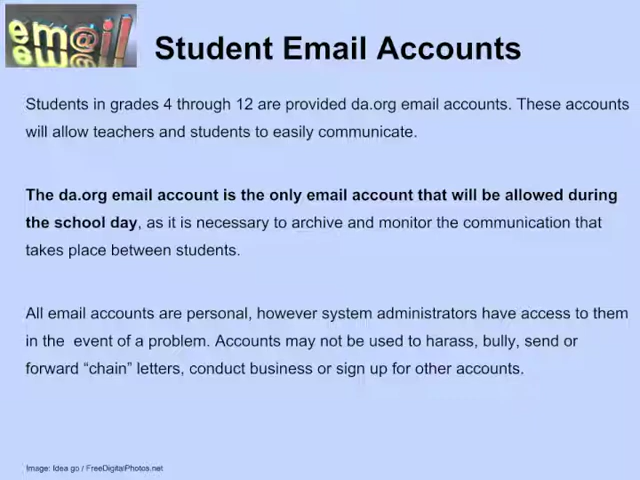 em@il
Student Email Accounts
Students in grades 4 through 12 are provided da.org email accounts. These accounts
will allow teachers and students to easily communicate.
The da.org email account is the only email account that will be allowed during
the school day, as it is necessary to archive and monitor the communication that
takes place between students.
All email accounts are personal, however system administrators have access to them
in the  event of a problem. Accounts may not be used to harass, bully, send or
forward “chain” letters, conduct business or sign up for other accounts.
Image: Idea go / FreeDigitalPhotos.net